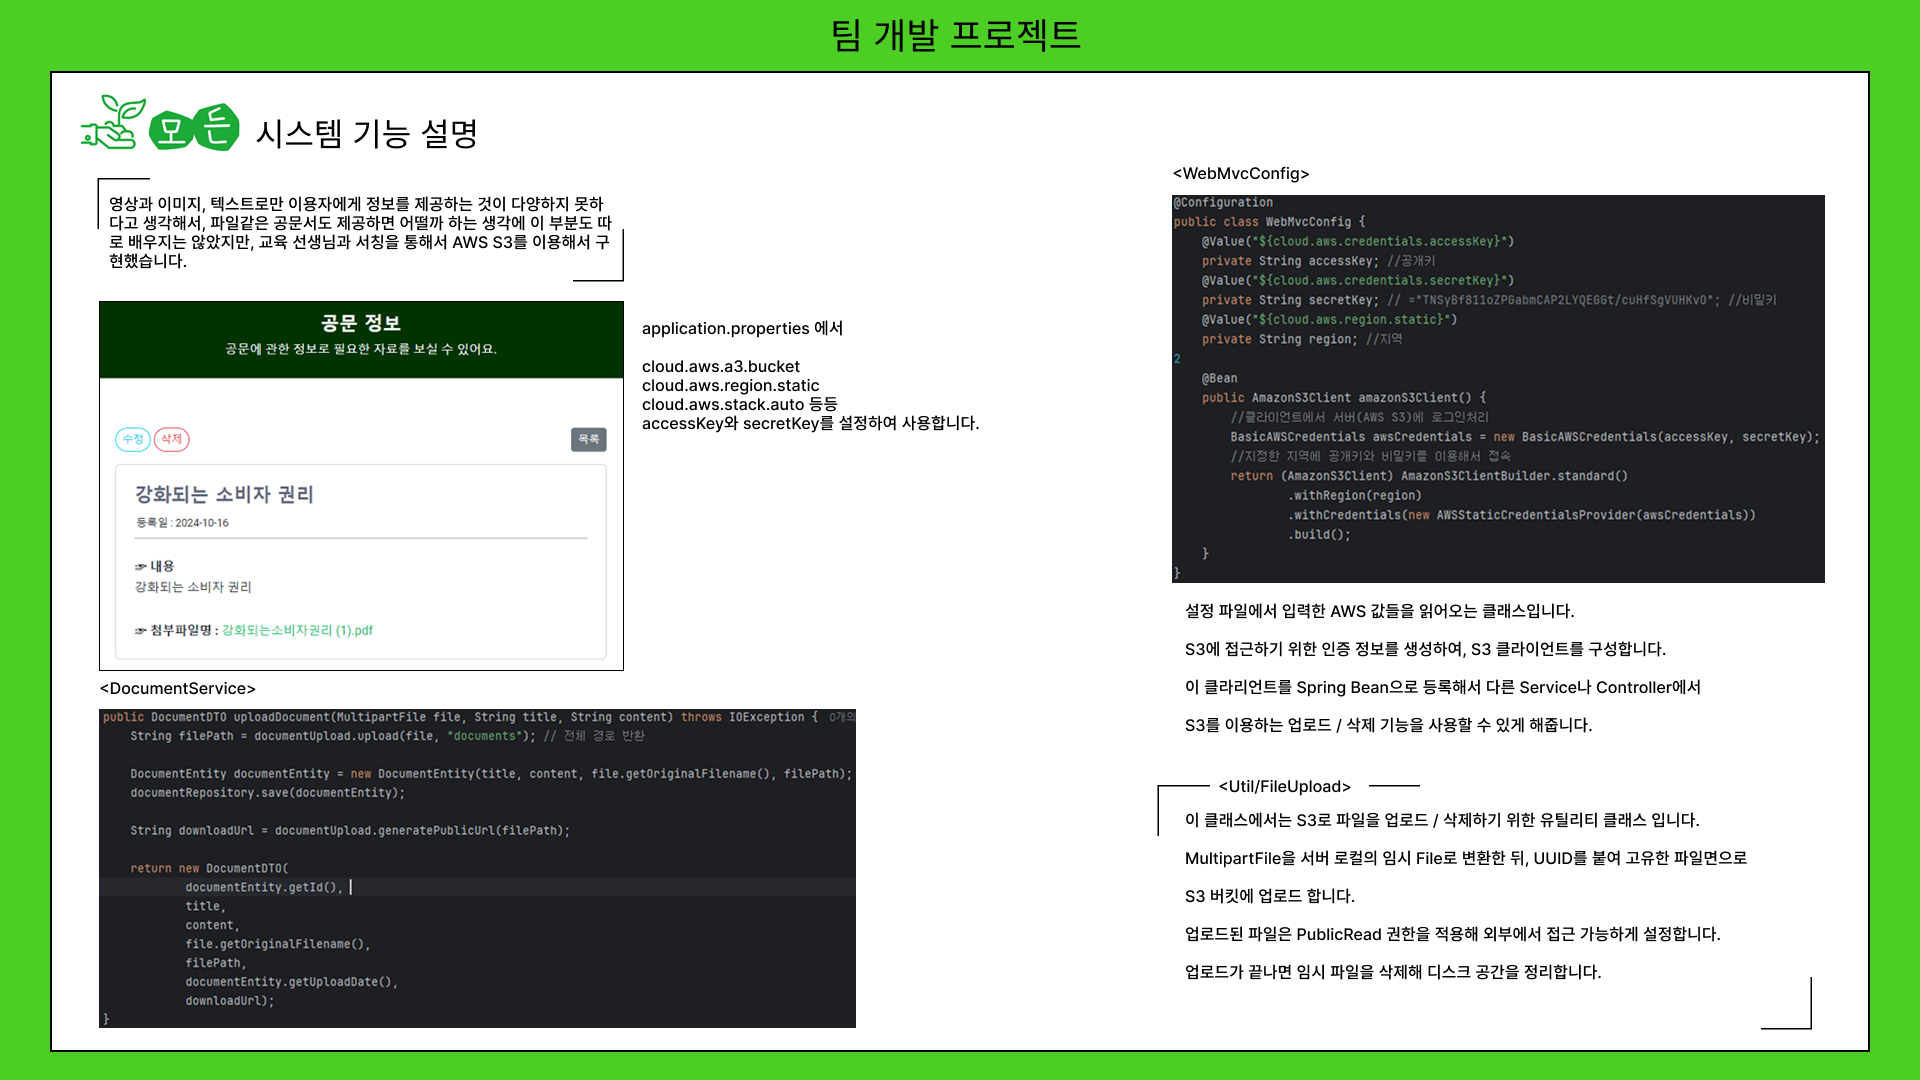 팀 개발 프로젝트
모든
시스템 기능 설명
영상과 이미지, 텍스트로만 이용자에게 정보를 제공하는 것이 다양하지 못하
다고 생각해서, 파일같은 공문서도 제공하면 어떨까 하는 생각에 이 부분도 따
로 배우지는 않았지만, 교육 선생님과 서칭을 통해서 AWS S3를 이용해서 구
현했습니다.
공문 정보
공문에 관한 정보로 필요한 자료를 보실 수 있어요.
수정 삭제 목록
강화되는 소비자 권리
등록일 : 2024-10-16
☞ 내용
강화되는 소비자 권리
☞ 첨부파일명 : 강화되는소비자권리 (1).pdf
application.properties 에서
cloud.aws.a3.bucket
cloud.aws.region.static
cloud.aws.stack.auto 등등
accessKey와 secretKey를 설정하여 사용합니다.
<DocumentService>
public DocumentDTO uploadDocument(MultipartFile file, String title, String content) throws IOException { 0개의
String filePath = documentUpload.upload(file, "documents"); // 전체 경로 반환
DocumentEntity documentEntity = new DocumentEntity(title, content, file.getOriginalFilename(), filePath);
documentRepository.save(documentEntity);
String downloadUrl = documentUpload.generatePublicUrl(filePath);
return new DocumentDTO(
documentEntity.getId(),
title,
content,
file.getOriginalFilename(),
filePath,
documentEntity.getUploadDate(),
downloadUrl);
}
<WebMvcConfig>
@Configuration
public class WebMvcConfig {
@Value("${cloud.aws.credentials.accessKey}")
private String accessKey; //공개키
@Value("${cloud.aws.credentials.secretKey}")
private String secretKey; // ="; //비밀키
@Value("${cloud.aws.region.static}")
private String region; //지역
2
@Bean
public AmazonS3Client amazonS3Client() {
//클라이언트에서 서버(AWS S3)에 로그인처리
BasicAWSCredentials awsCredentials = new BasicAWSCredentials(accessKey, secretKey);
//지정한 지역에 공개키와 비밀키를 이용해서 접속
return (AmazonS3Client) AmazonS3ClientBuilder.standard()
.withRegion(region)
.withCredentials(new AWSStaticCredentialsProvider(awsCredentials))
.build();
}
}
설정 파일에서 입력한 AWS 값들을 읽어오는 클래스입니다.
S3에 접근하기 위한 인증 정보를 생성하여, S3 클라이언트를 구성합니다.
이 클라리언트를 Spring Bean으로 등록해서 다른 Service나 Controller에서
S3를 이용하는 업로드 / 삭제 기능을 사용할 수 있게 해줍니다.
<Util/FileUpload>
이 클래스에서는 S3로 파일을 업로드 / 삭제하기 위한 유틸리티 클래스 입니다.
MultipartFile을 서버 로컬의 임시 File로 변환한 뒤, UUID를 붙여 고유한 파일면으로
S3 버킷에 업로드 합니다.
업로드된 파일은 PublicRead 권한을 적용해 외부에서 접근 가능하게 설정합니다.
업로드가 끝나면 임시 파일을 삭제해 디스크 공간을 정리합니다.